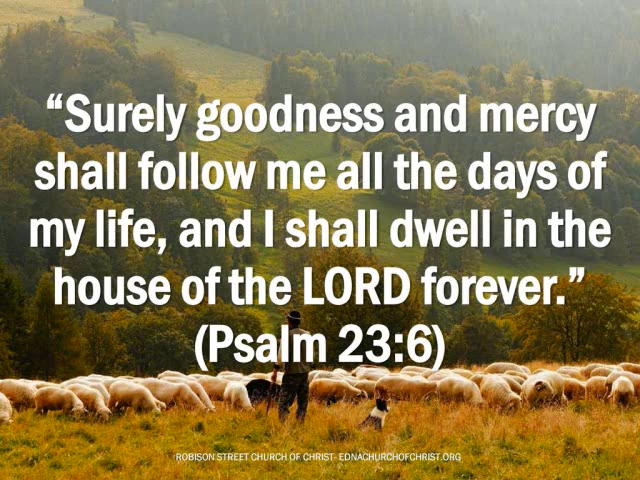 “Surely goodness and mercy
shall follow me all the days of
my life, and I shall dwell in the
house of the LORD forever.”
(Psalm 23:6)
ROBISON STREET CHURCH OF CHRIST- EDNACHURCHOFCHRIST.ORG